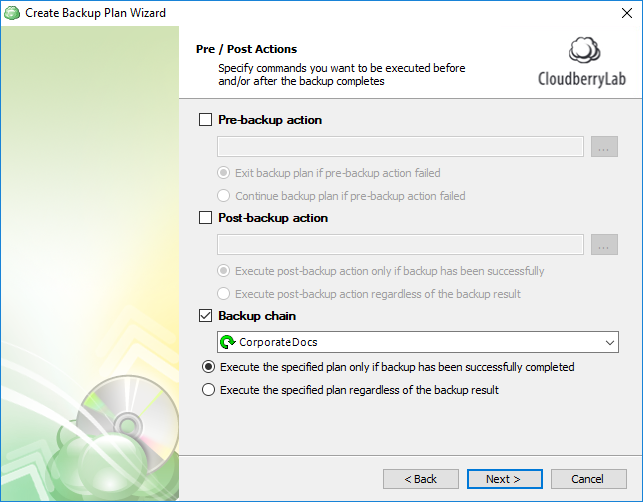 Create Backup Plan Wizard
Pre / Post Actions
Specify commands you want to be executed before
and/or after the backup completes
CloudberryLab
Pre-backup action
...
Exit backup plan if pre-backup action failed
Continue backup plan if pre-backup action failed
Post-backup action
...
Execute post-backup action only if backup has been successfully
Execute post-backup action regardless of the backup result
Backup chain
CorporateDocs
Execute the specified plan only if backup has been successfully completed
Execute the specified plan regardless of the backup result
< Back
Next >
Cancel